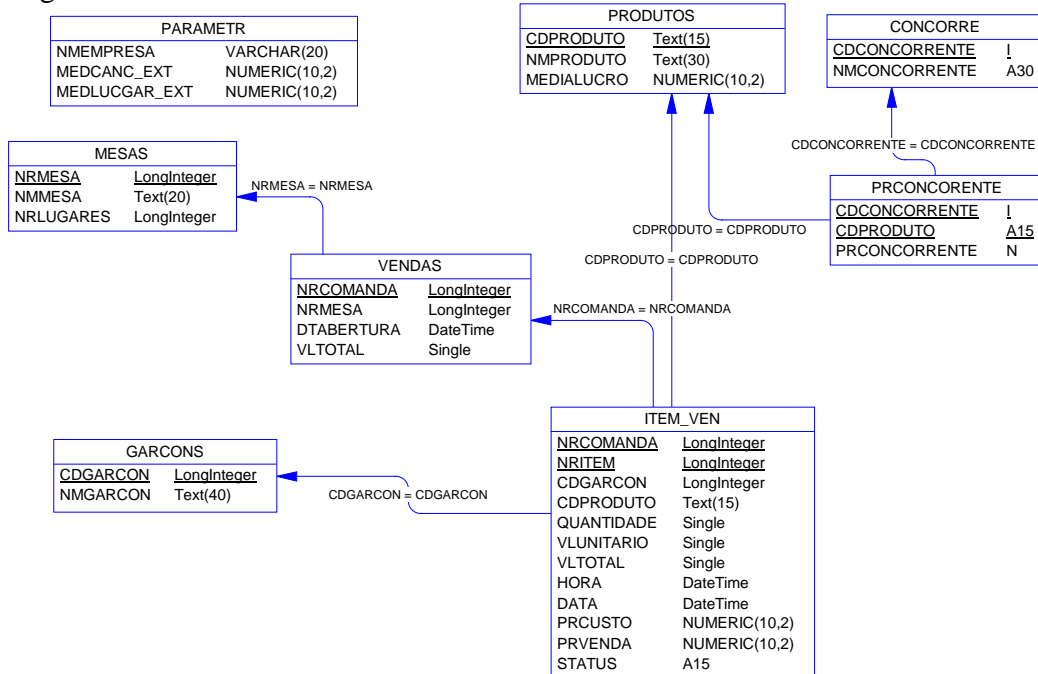 PARAMETR
NMEMPRESA VARCHAR(20)
MEDCANC_EXT NUMERIC(10,2)
MEDLUCGAR_EXT NUMERIC(10,2)
PRODUTOS
CDPRODUTO Text(15)
NMPRODUTO Text(30)
MEDIALUCRO NUMERIC(10,2)
CONCORRE
CDCONCORRENTE I
NMCONCORRENTE A30
CDCONCORRENTE = CDCONCORRENTE
MESAS
NRMESA LongInteger
NMMESA Text(20)
NRLUGARES LongInteger
NRMESA = NRMESA
PRCONCORENTE
CDCONCORRENTE I
CDPRODUTO A15
PRCONCORRENTE N
CDPRODUTO = CDPRODUTO
CDPRODUTO = CDPRODUTO
VENDAS
NRCOMANDA LongInteger
NRMESA LongInteger
DTABERTURA DateTime
VLTOTAL Single
NRCOMANDA = NRCOMANDA
GARCONS
CDGARCON LongInteger
NMGARCON Text(40)
CDGARCON = CDGARCON
ITEM_VEN
NRCOMANDA LongInteger
NRITEM LongInteger
CDGARCON LongInteger
CDPRODUTO Text(15)
QUANTIDADE Single
VLUNITARIO Single
VLTOTAL Single
HORA DateTime
DATA DateTime
PRCUSTO NUMERIC(10,2)
PRVENDA NUMERIC(10,2)
STATUS A15